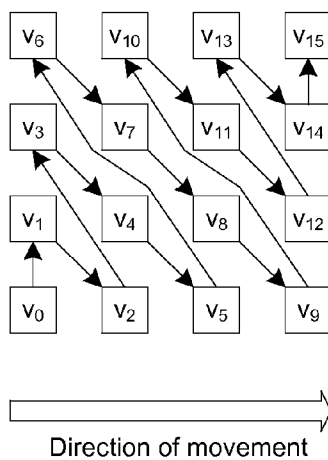 v₆ v₁₀ v₁₃ v₁₅
v₃ v₇ v₁₁ v₁₄
v₁ v₄ v₈ v₁₂
v₀ v₂ v₅ v₉
Direction of movement